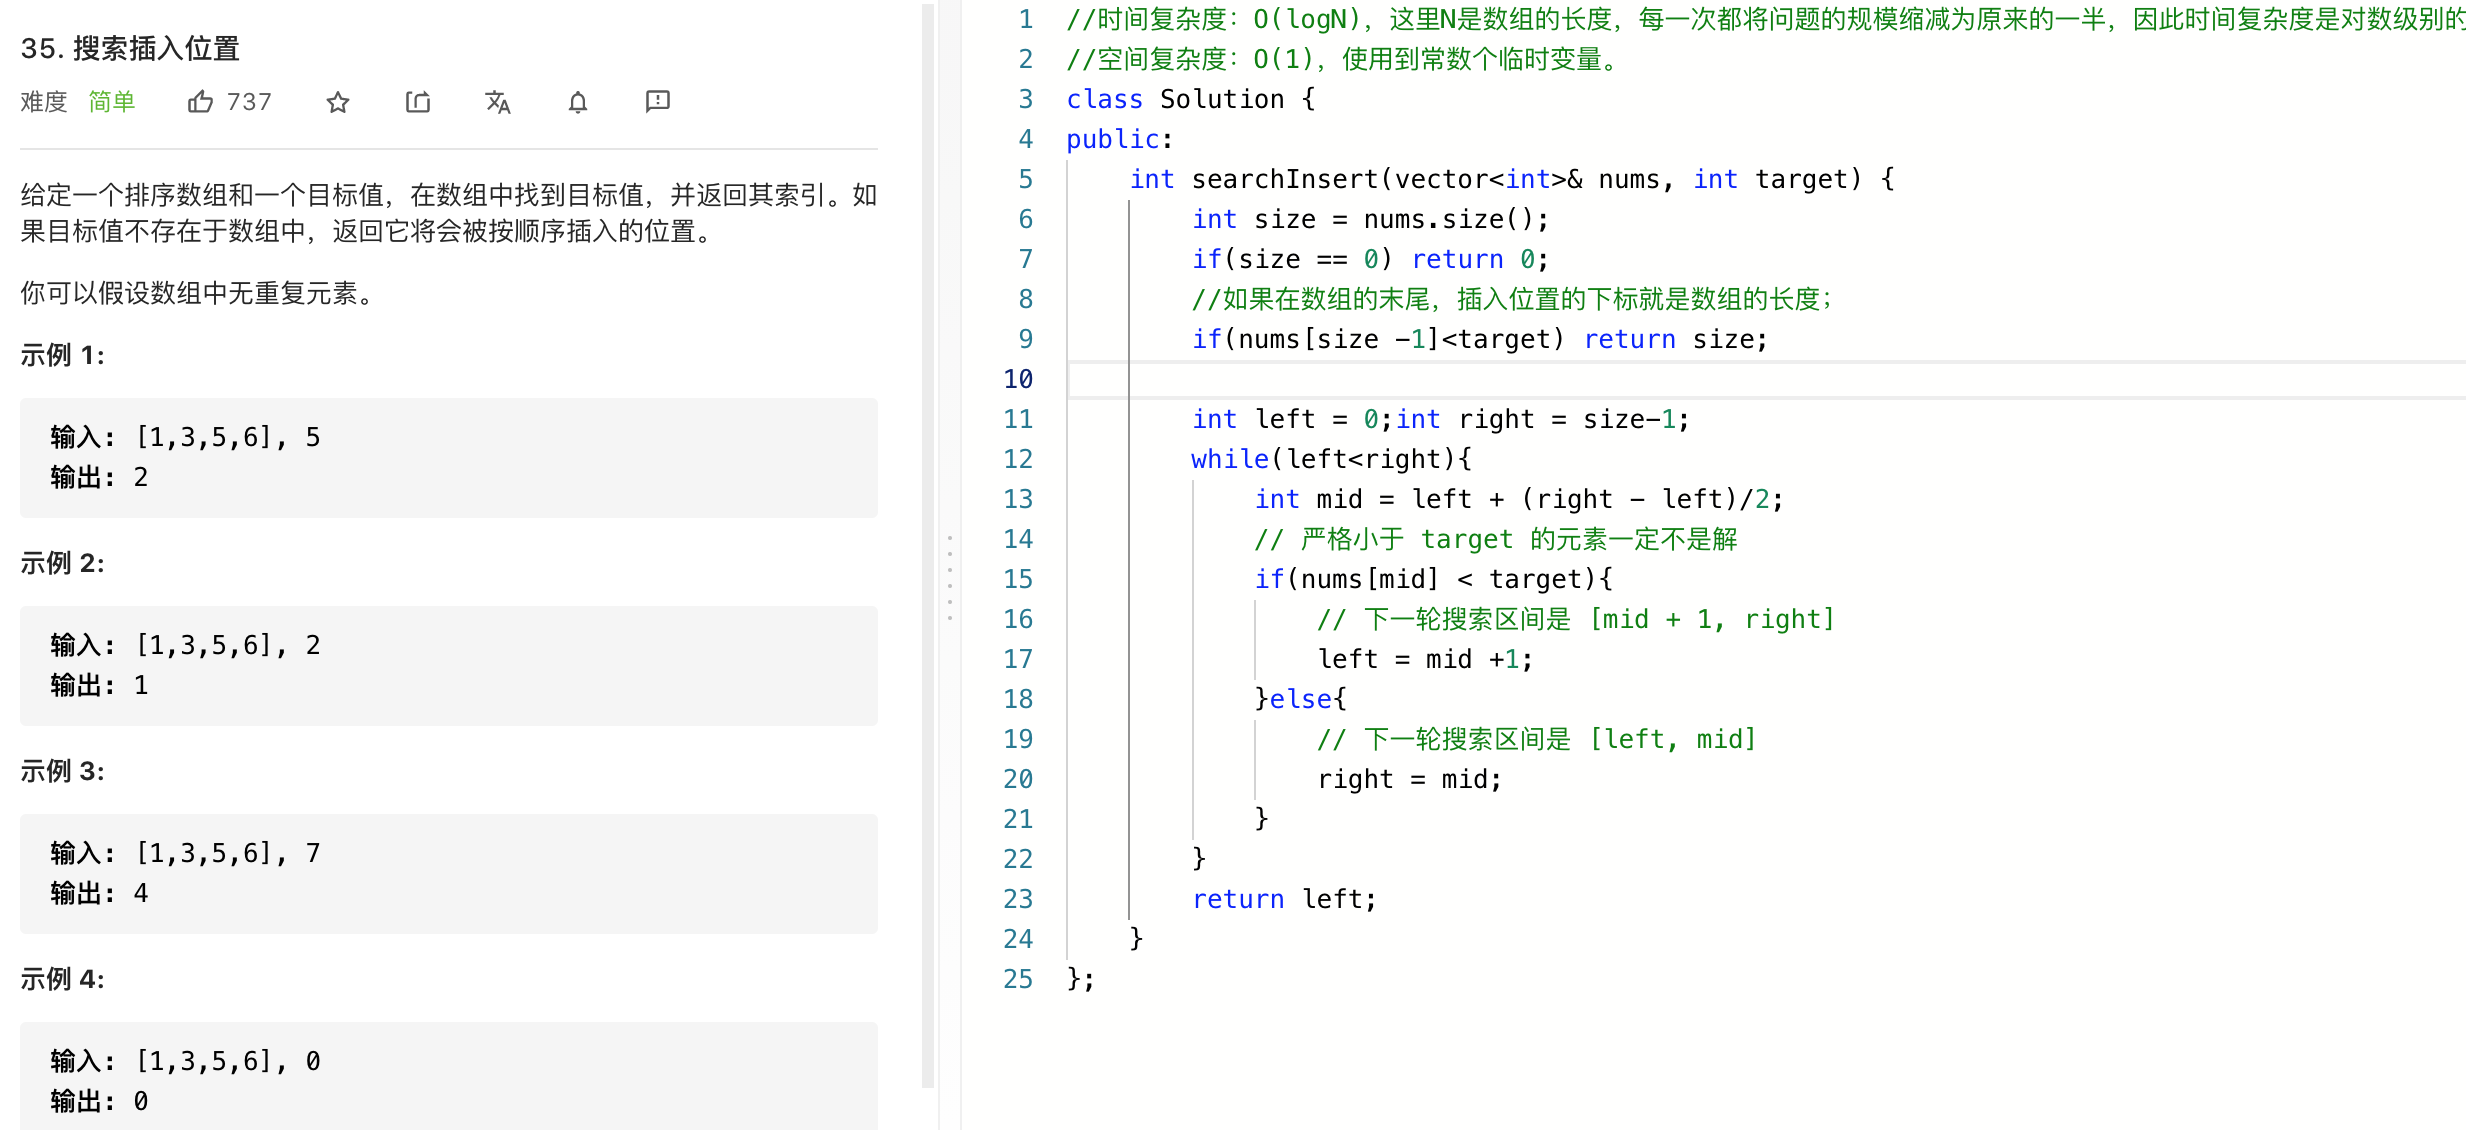 35. 搜索插入位置
难度 简单 737
给定一个排序数组和一个目标值，在数组中找到目标值，并返回其索引。如
果目标值不存在于数组中，返回它将会被按顺序插入的位置。
你可以假设数组中无重复元素。
示例 1:
输入: [1,3,5,6], 5
输出: 2
示例 2:
输入: [1,3,5,6], 2
输出: 1
示例 3:
输入: [1,3,5,6], 7
输出: 4
示例 4:
输入: [1,3,5,6], 0
输出: 0
1 //时间复杂度：O(logN)，这里N是数组的长度，每一次都将问题的规模缩减为原来的一半，因此时间复杂度是对数级别的
2 //空间复杂度：O(1)，使用到常数个临时变量。
3 class Solution {
4 public:
5     int searchInsert(vector<int>& nums, int target) {
6         int size = nums.size();
7         if(size == 0) return 0;
8         //如果在数组的末尾，插入位置的下标就是数组的长度；
9         if(nums[size -1]<target) return size;
10
11         int left = 0;int right = size-1;
12         while(left<right){
13             int mid = left + (right - left)/2;
14             // 严格小于 target 的元素一定不是解
15             if(nums[mid] < target){
16                 // 下一轮搜索区间是 [mid + 1, right]
17                 left = mid +1;
18             }else{
19                 // 下一轮搜索区间是 [left, mid]
20                 right = mid;
21             }
22         }
23         return left;
24     }
25 };